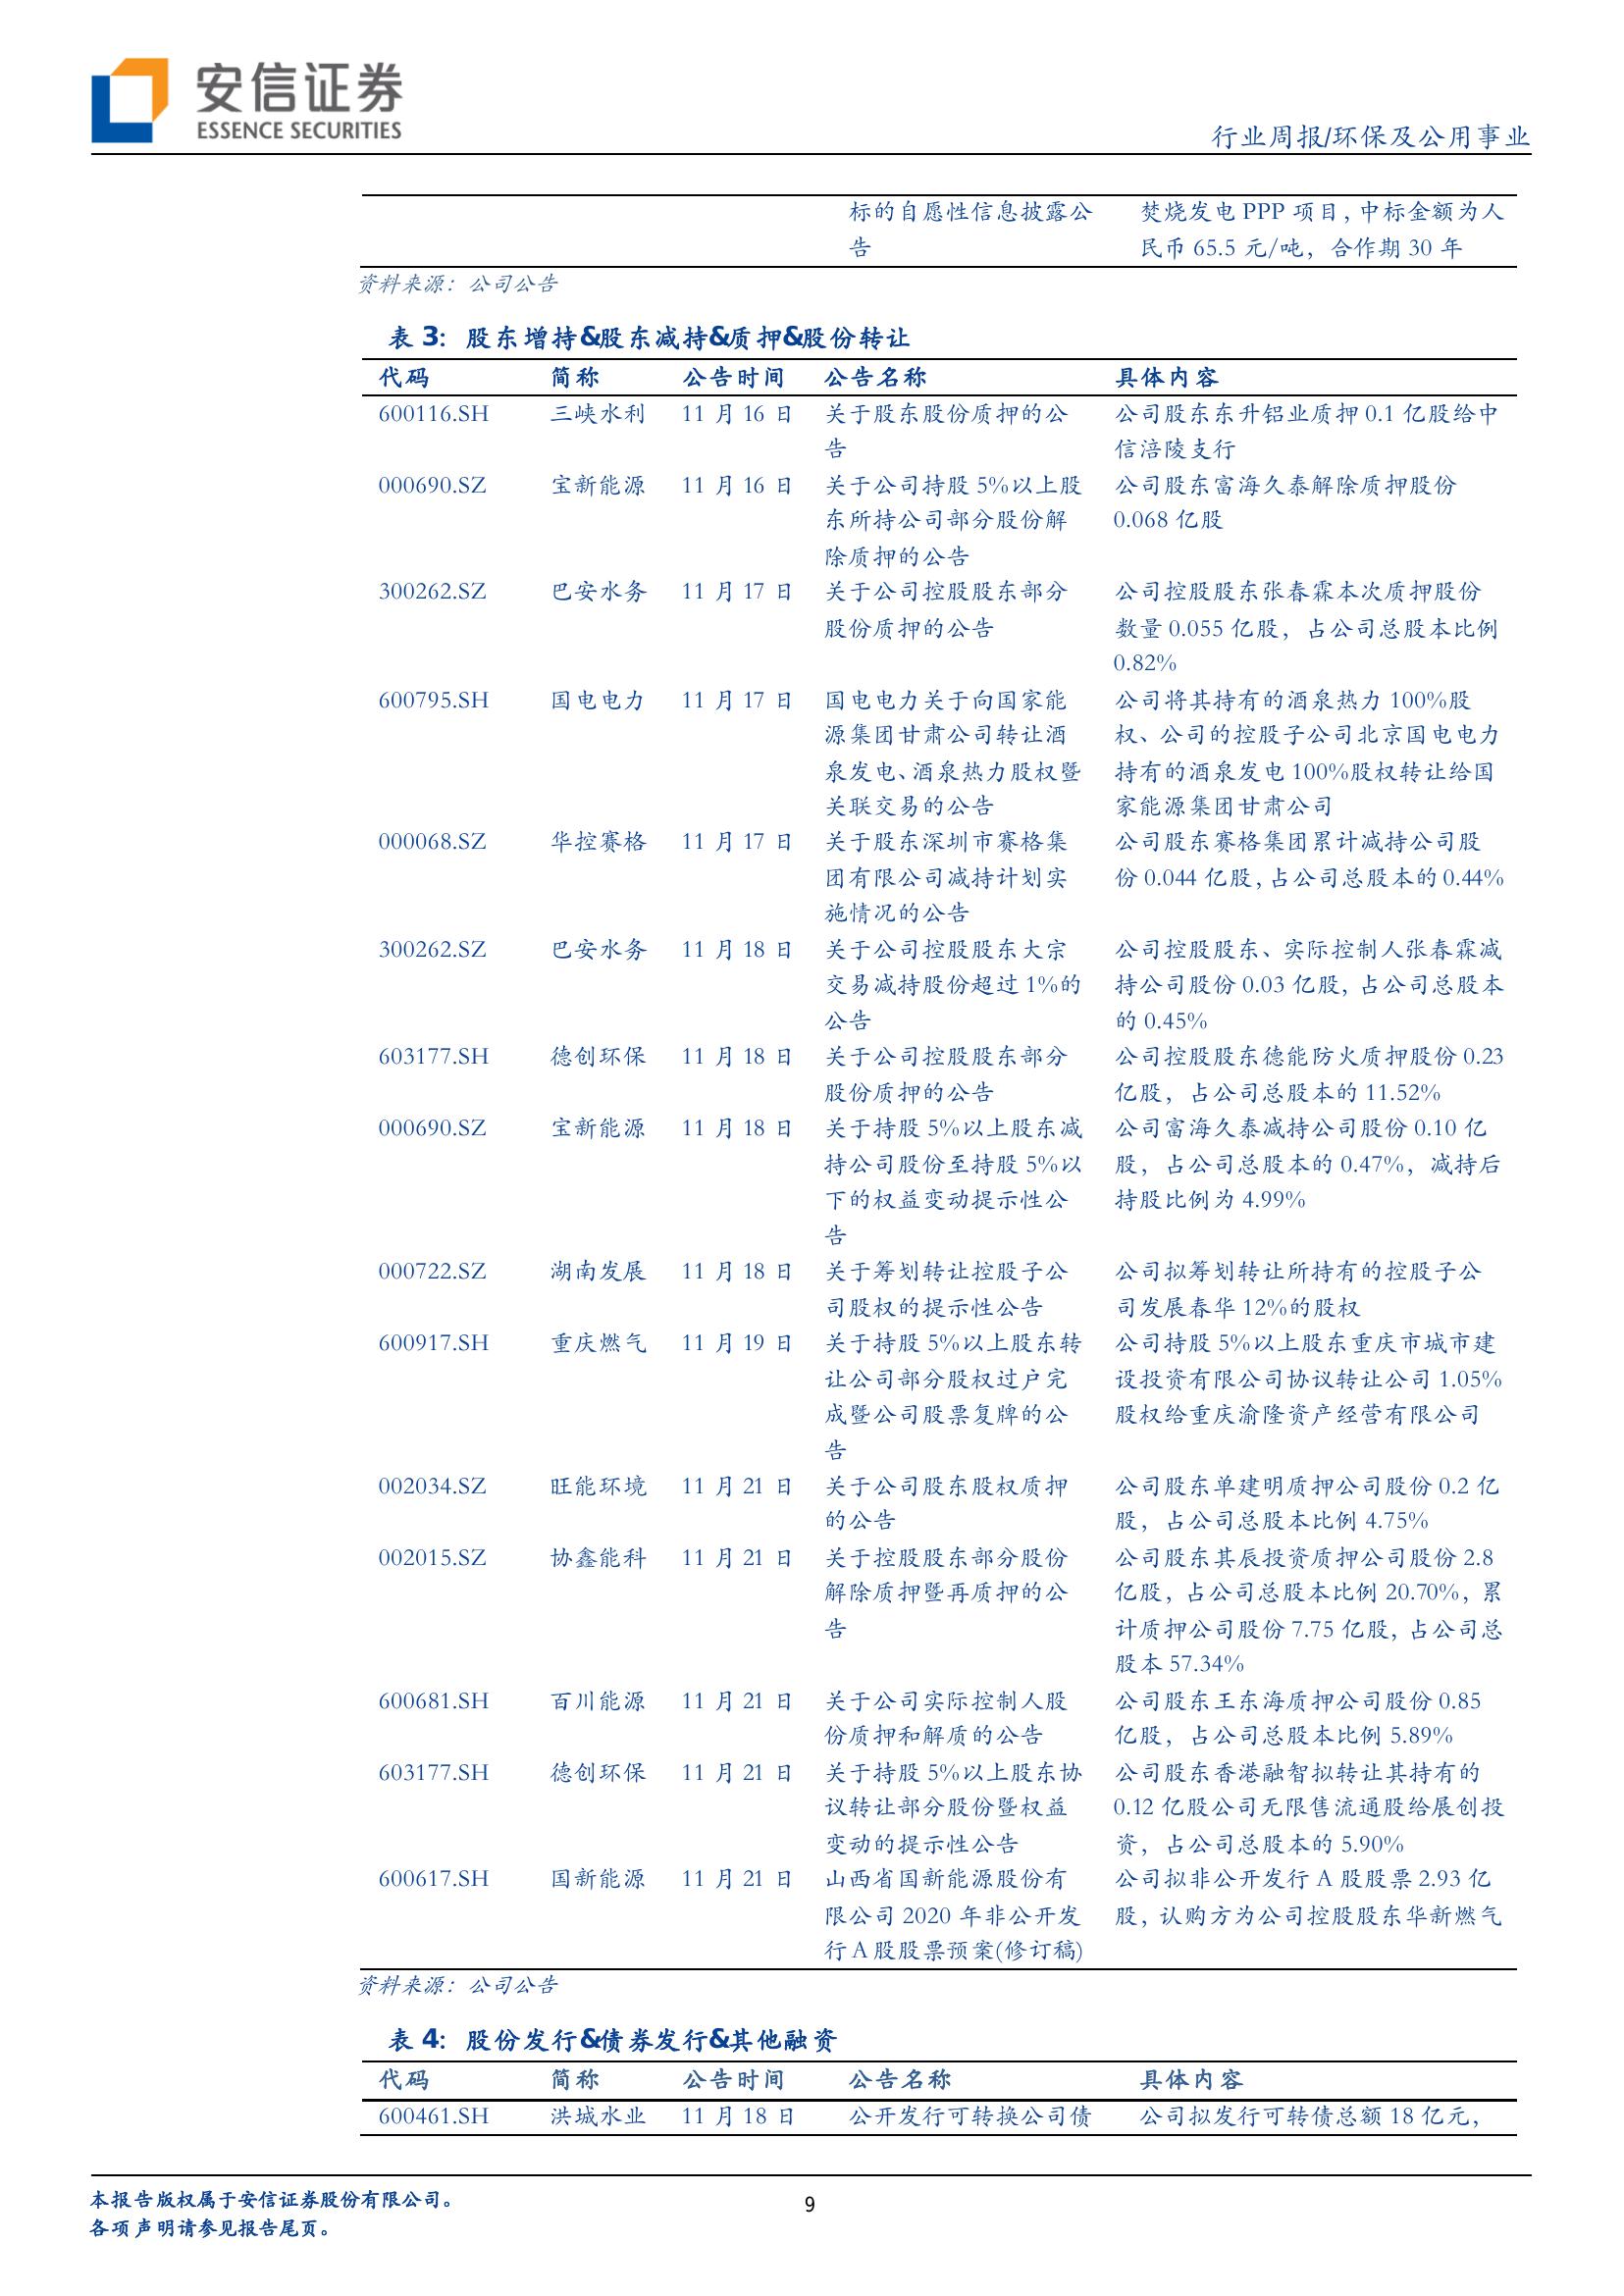 安信证券
ESSENCE SECURITIES
行业周报/环保及公用事业
标的自愿性信息披露公 焚烧发电 PPP 项目，中标金额为人
告 民币 65.5 元/吨，合作期 30 年
资料来源：公司公告
表 3：股东增持&股东减持&质押&股份转让
代码 简称 公告时间 公告名称 具体内容
600116.SH 三峡水利 11 月 16 日 关于股东股份质押的公 公司股东东升铝业质押 0.1 亿股给中
告 信涪陵支行
000690.SZ 宝新能源 11 月 16 日 关于公司持股 5%以上股 公司股东富海久泰解除质押股份
东所持公司部分股份解 0.068 亿股
除质押的公告
300262.SZ 巴安水务 11 月 17 日 关于公司控股股东部分 公司控股股东张春霖本次质押股份
股份质押的公告 数量 0.055 亿股，占公司总股本比例
0.82%
600795.SH 国电电力 11 月 17 日 国电电力关于向国家能 公司将其持有的酒泉热力 100%股
源集团甘肃公司转让酒 权、公司的控股子公司北京国电电力
泉发电、酒泉热力股权暨 持有的酒泉发电 100%股权转让给国
关联交易的公告 家能源集团甘肃公司
000068.SZ 华控赛格 11 月 17 日 关于股东深圳市赛格集 公司股东赛格集团累计减持公司股
团有限公司减持计划实 份 0.044 亿股，占公司总股本的 0.44%
施情况的公告
300262.SZ 巴安水务 11 月 18 日 关于公司控股股东大宗 公司控股股东、实际控制人张春霖减
交易减持股份超过 1%的 持公司股份 0.03 亿股，占公司总股本
公告 的 0.45%
603177.SH 德创环保 11 月 18 日 关于公司控股股东部分 公司控股股东德能防火质押股份 0.23
股份质押的公告 亿股，占公司总股本的 11.52%
000690.SZ 宝新能源 11 月 18 日 关于持股 5%以上股东减 公司富海久泰减持公司股份 0.10 亿
持公司股份至持股 5%以 股，占公司总股本的 0.47%，减持后
下的权益变动提示性公 持股比例为 4.99%
告
000722.SZ 湖南发展 11 月 18 日 关于筹划转让控股子公 公司拟筹划转让所持有的控股子公
司股权的提示性公告 司发展春华 12%的股权
600917.SH 重庆燃气 11 月 19 日 关于持股 5%以上股东转 公司持股 5%以上股东重庆市城市建
让公司部分股权过户完 设投资有限公司协议转让公司 1.05%
成暨公司股票复牌的公 股权给重庆渝隆资产经营有限公司
告
002034.SZ 旺能环境 11 月 21 日 关于公司股东股权质押 公司股东单建明质押公司股份 0.2 亿
的公告 股，占公司总股本比例 4.75%
002015.SZ 协鑫能科 11 月 21 日 关于控股股东部分股份 公司股东其辰投资质押公司股份 2.8
解除质押暨再质押的公 亿股，占公司总股本比例 20.70%，累
告 计质押公司股份 7.75 亿股，占公司总
股本 57.34%
600681.SH 百川能源 11 月 21 日 关于公司实际控制人股 公司股东王东海质押公司股份 0.85
份质押和解质的公告 亿股，占公司总股本比例 5.89%
603177.SH 德创环保 11 月 21 日 关于持股 5%以上股东协 公司股东香港融智拟转让其持有的
议转让部分股份暨权益 0.12 亿股公司无限售流通股给展创投
变动的提示性公告 资，占公司总股本的 5.90%
600617.SH 国新能源 11 月 21 日 山西省国新能源股份有 公司拟非公开发行 A 股股票 2.93 亿
限公司 2020 年非公开发 股，认购方为公司控股股东华新燃气
行 A 股股票预案(修订稿)
资料来源：公司公告
表 4：股份发行&债券发行&其他融资
代码 简称 公告时间 公告名称 具体内容
600461.SH 洪城水业 11 月 18 日 公开发行可转换公司债 公司拟发行可转债总额 18 亿元，
本报告版权属于安信证券股份有限公司。
各项声明请参见报告尾页。
9